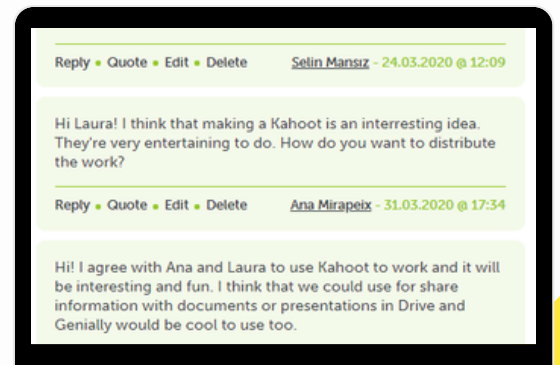 Reply • Quote • Edit • Delete Selin Mansız - 24.03.2020 @ 12:09
Hi Laura! I think that making a Kahoot is an interresting idea.
They're very entertaining to do. How do you want to distribute
the work?
Reply • Quote • Edit • Delete Ana Mirapeix - 31.03.2020 @ 17:34
Hi! I agree with Ana and Laura to use Kahoot to work and it will
be interesting and fun. I think that we could use for share
information with documents or presentations in Drive and
Genially would be cool to use too.